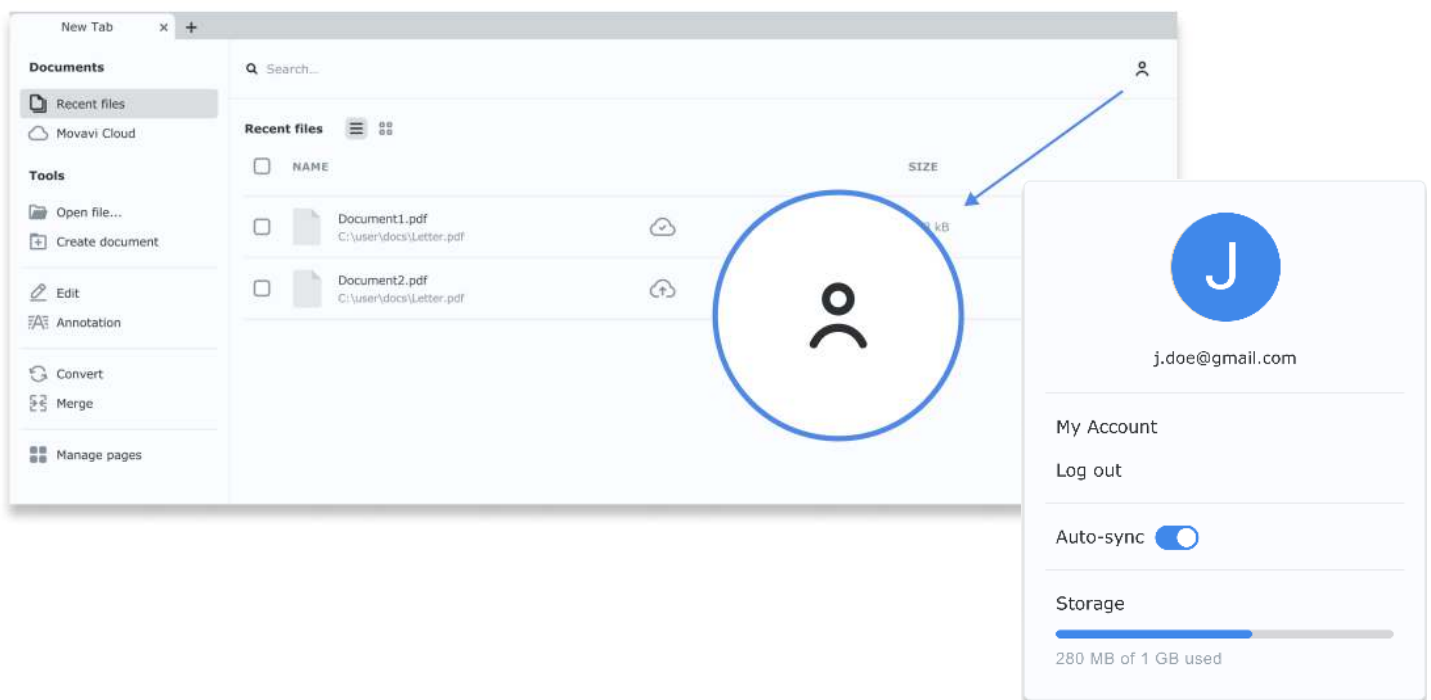 New Tab
Documents
Search...
Recent files
Movavi Cloud
Recent files
NAME
SIZE
Tools
Open file...
Create document
Document1.pdf
C:\user\docs\Letter.pdf
kB
Document2.pdf
C:\user\docs\Letter.pdf
Edit
Annotation
Convert
Merge
Manage pages
J
j.doe@gmail.com
My Account
Log out
Auto-sync
Storage
280 MB of 1 GB used